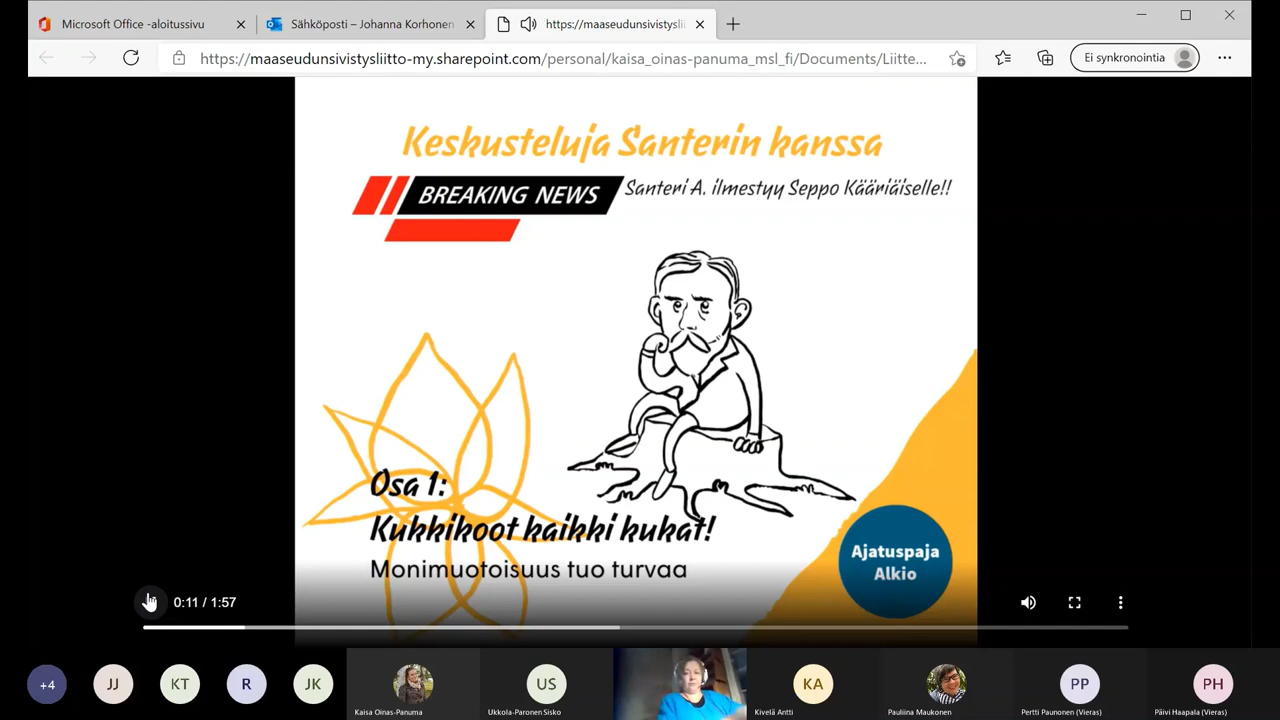 Microsoft Office -aloitussivu
Sähköposti – Johanna Korhonen
https://maaseudunsivistysli
Ei synkronointia
https://maaseudunsivistysliitto-my.sharepoint.com/personal/kaisa_oinas-panuma_msl_fi/Documents/Liitte...
Keskusteluja Santerin kanssa
BREAKING NEWS
Santeri A. ilmestyy Seppo Kääriäiselle!!
Osa 1:
Kukkikoot kaikki kukat!
Monimuotoisuus tuo turvaa
Ajatuspaja
Alkio
0:11 / 1:57
+4
JJ
KT
R
JK
US
KA
PP
PH
Kaisa Oinas-Panuma
Ukkola-Paronen Sisko
Kivelä Antti
Pauliina Maukonen
Pertti Paunonen (Vieras)
Päivi Haapala (Vieras)